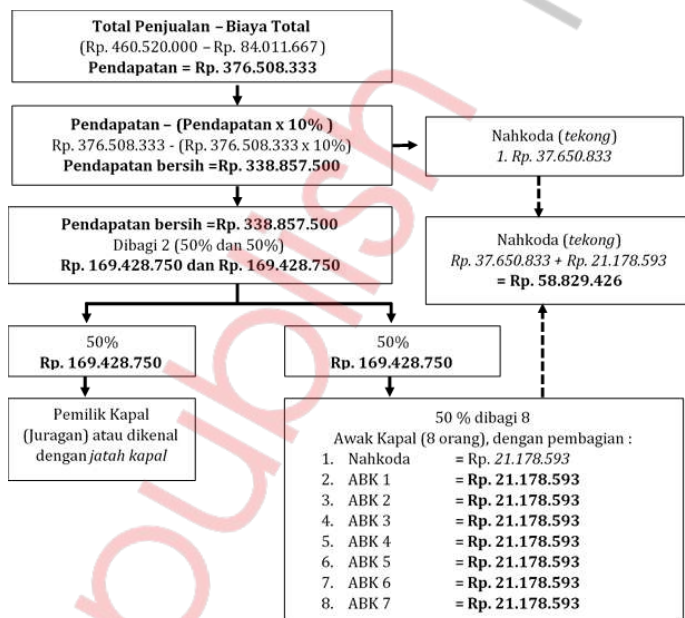 Total Penjualan – Biaya Total
(Rp. 460.520.000 – Rp. 84.011.667)
Pendapatan = Rp. 376.508.333
Pendapatan – (Pendapatan x 10% )
Rp. 376.508.333 - (Rp. 376.508.333 x 10%)
Pendapatan bersih =Rp. 338.857.500
Nahkoda (tekong)
1. Rp. 37.650.833
Pendapatan bersih =Rp. 338.857.500
Dibagi 2 (50% dan 50%)
Rp. 169.428.750 dan Rp. 169.428.750
Nahkoda (tekong)
Rp. 37.650.833 + Rp. 21.178.593
= Rp. 58.829.426
50%
Rp. 169.428.750
50%
Rp. 169.428.750
Pemilik Kapal
(Juragan) atau dikenal
dengan jatah kapal
50 % dibagi 8
Awak Kapal (8 orang), dengan pembagian :
1. Nahkoda = Rp. 21.178.593
2. ABK 1 = Rp. 21.178.593
3. ABK 2 = Rp. 21.178.593
4. ABK 3 = Rp. 21.178.593
5. ABK 4 = Rp. 21.178.593
6. ABK 5 = Rp. 21.178.593
7. ABK 6 = Rp. 21.178.593
8. ABK 7 = Rp. 21.178.593
publish